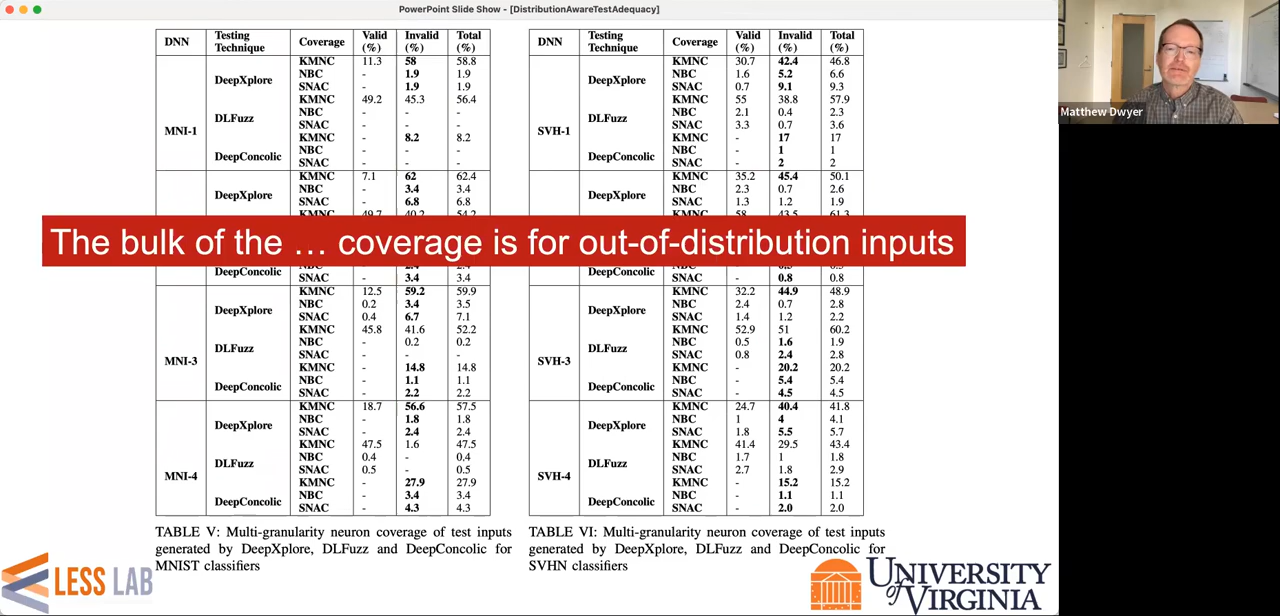 PowerPoint Slide Show - [DistributionAwareTestAdequacy]
Matthew Dwyer
DNN Testing Technique Coverage Valid (%) Invalid (%) Total (%)
MNI-1
DeepXplore
KMNC 11.3 58 58.8
NBC - 1.9 1.9
SNAC - 1.9 1.9
DLFuzz
KMNC 49.2 45.3 56.4
NBC - - -
SNAC - - -
DeepConcolic
KMNC - 8.2 8.2
NBC - - -
SNAC - - -
DeepXplore
KMNC 7.1 62 62.4
NBC - 3.4 3.4
SNAC - 6.8 6.8
KMNC 49.7 40.2 54.2
The bulk of the … coverage is for out-of-distribution inputs
DeepConcolic
NBC - 2.4 2.4
SNAC - 3.4 3.4
MNI-3
DeepXplore
KMNC 12.5 59.2 59.9
NBC 0.2 3.4 3.5
SNAC 0.4 6.7 7.1
DLFuzz
KMNC 45.8 41.6 52.2
NBC - 0.2 0.2
SNAC - - -
DeepConcolic
KMNC - 14.8 14.8
NBC - 1.1 1.1
SNAC - 2.2 2.2
MNI-4
DeepXplore
KMNC 18.7 56.6 57.5
NBC - 1.8 1.8
SNAC - 2.4 2.4
DLFuzz
KMNC 47.5 1.6 47.5
NBC 0.4 - 0.4
SNAC 0.5 - 0.5
DeepConcolic
KMNC - 27.9 27.9
NBC - 3.4 3.4
SNAC - 4.3 4.3
TABLE V: Multi-granularity neuron coverage of test inputs
generated by DeepXplore, DLFuzz and DeepConcolic for
MNIST classifiers
DNN Testing Technique Coverage Valid (%) Invalid (%) Total (%)
SVH-1
DeepXplore
KMNC 30.7 42.4 46.8
NBC 1.6 5.2 6.6
SNAC 0.7 9.1 9.3
DLFuzz
KMNC 55 38.8 57.9
NBC 2.1 0.4 2.3
SNAC 3.3 0.7 3.6
DeepConcolic
KMNC - 17 17
NBC - 1 1
SNAC - 2 2
DeepXplore
KMNC 35.2 45.4 50.1
NBC 2.3 0.7 2.6
SNAC 1.3 1.2 1.9
KMNC 58 43.5 61.3
DeepConcolic
NBC
SNAC - 0.8 0.8
SVH-3
DeepXplore
KMNC 32.2 44.9 48.9
NBC 2.4 0.7 2.8
SNAC 1.4 1.2 2.2
DLFuzz
KMNC 52.9 51 60.2
NBC 0.5 1.6 1.9
SNAC 0.8 2.4 2.8
DeepConcolic
KMNC - 20.2 20.2
NBC - 5.4 5.4
SNAC - 4.5 4.5
SVH-4
DeepXplore
KMNC 24.7 40.4 41.8
NBC 1 4 4.1
SNAC 1.8 5.5 5.7
DLFuzz
KMNC 41.4 29.5 43.4
NBC 1.7 1 1.8
SNAC 2.7 1.8 2.9
DeepConcolic
KMNC - 15.2 15.2
NBC - 1.1 1.1
SNAC - 2.0 2.0
TABLE VI: Multi-granularity neuron coverage of test inputs
generated by DeepXplore, DLFuzz and DeepConcolic for
SVHN classifiers
LESS LAB
UNIVERSITY
of VIRGINIA